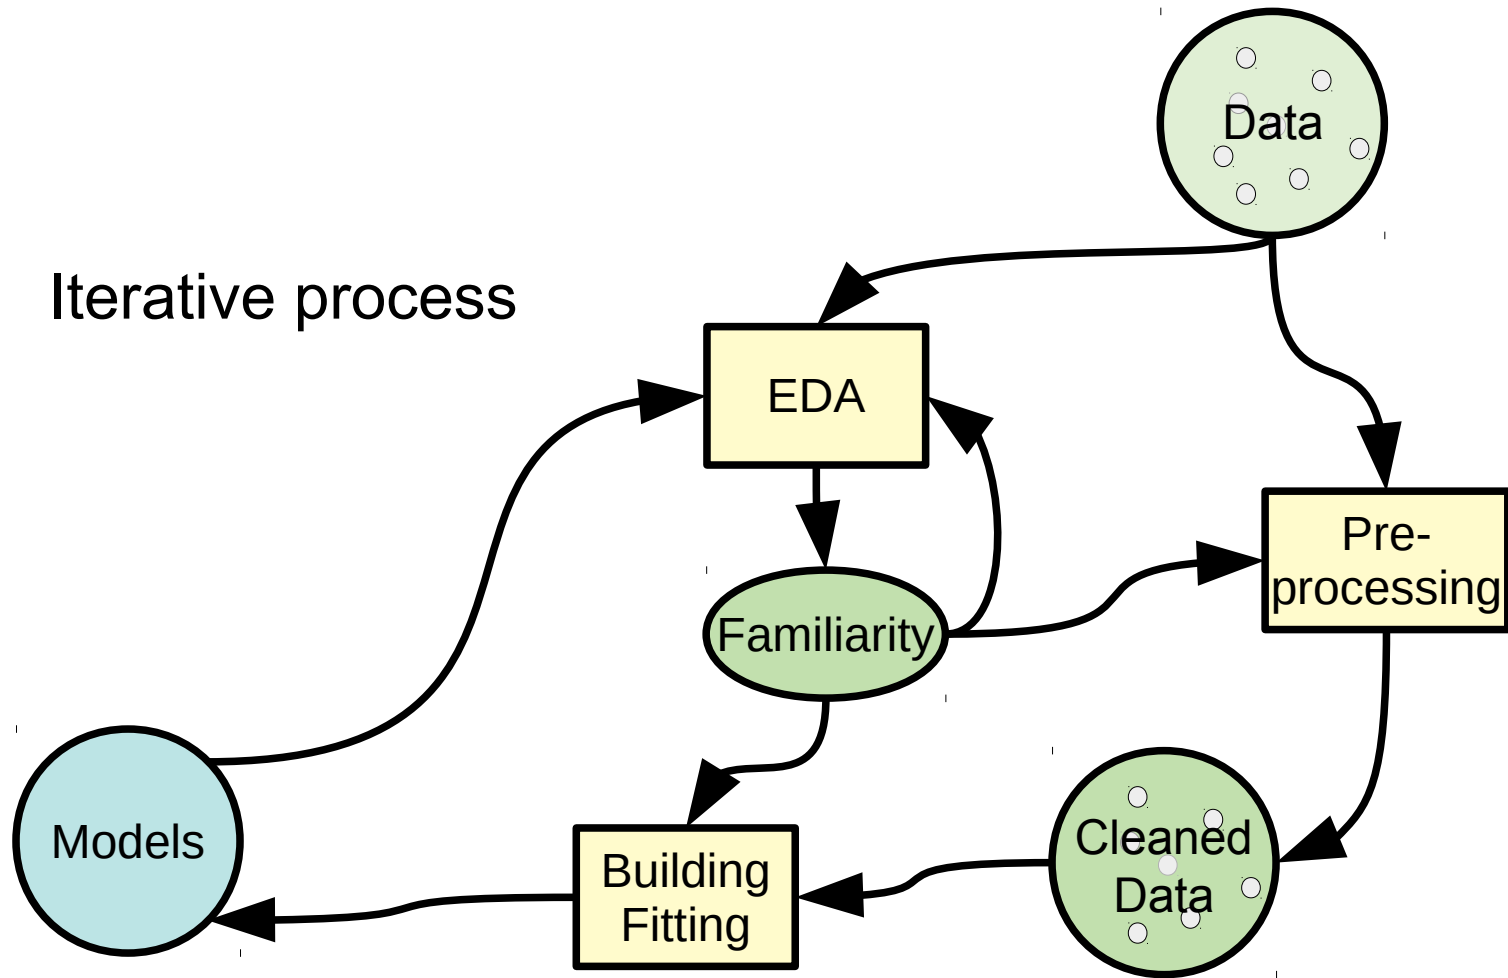 Data
Iterative process
EDA
Pre-
processing
Familiarity
Models
Building
Fitting
Cleaned
Data